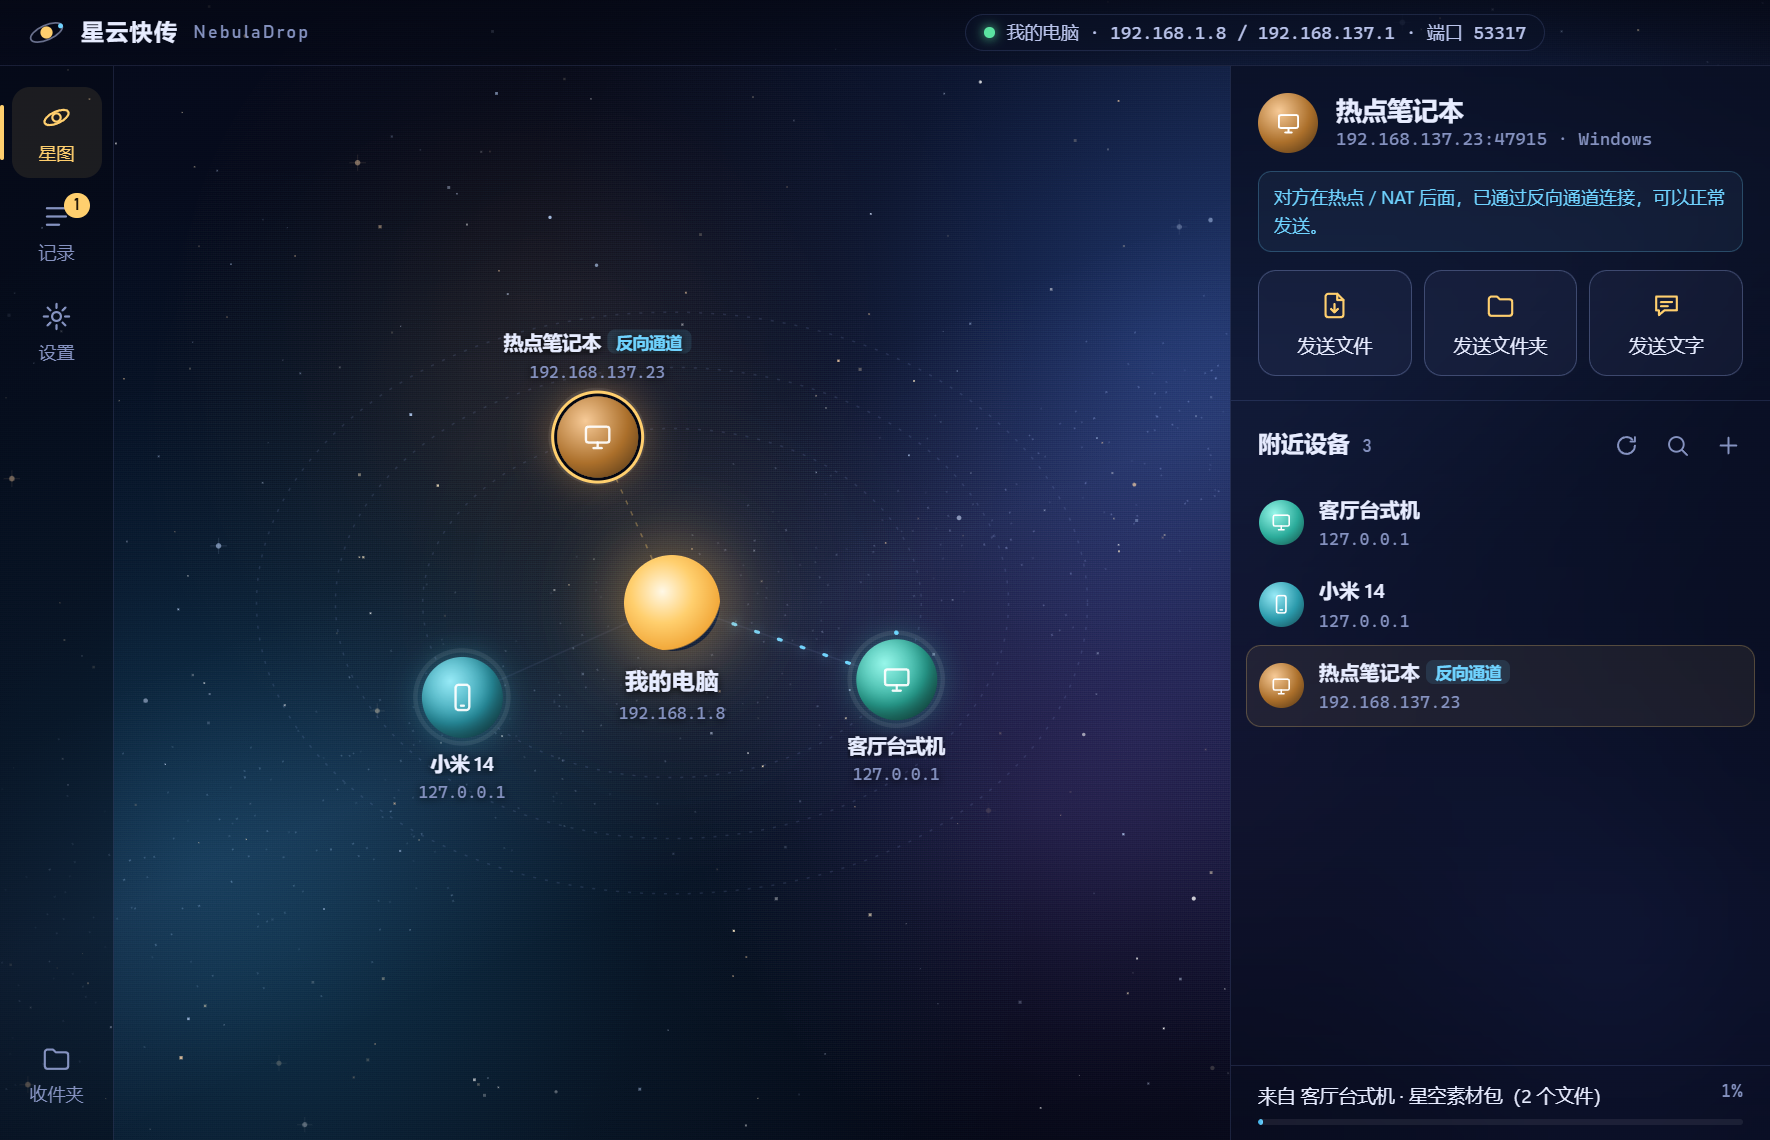 星云快传 NebulaDrop
我的电脑 · 192.168.1.8 / 192.168.137.1 · 端口 53317
星图
1
记录
设置
收件夹
热点笔记本 反向通道
192.168.137.23
我的电脑
192.168.1.8
小米 14
127.0.0.1
客厅台式机
127.0.0.1
热点笔记本
192.168.137.23:47915 · Windows
对方在热点 / NAT 后面，已通过反向通道连接，可以正常
发送。
发送文件 发送文件夹 发送文字
附近设备 3
客厅台式机
127.0.0.1
小米 14
127.0.0.1
热点笔记本 反向通道
192.168.137.23
来自 客厅台式机 · 星空素材包（2 个文件） 1%